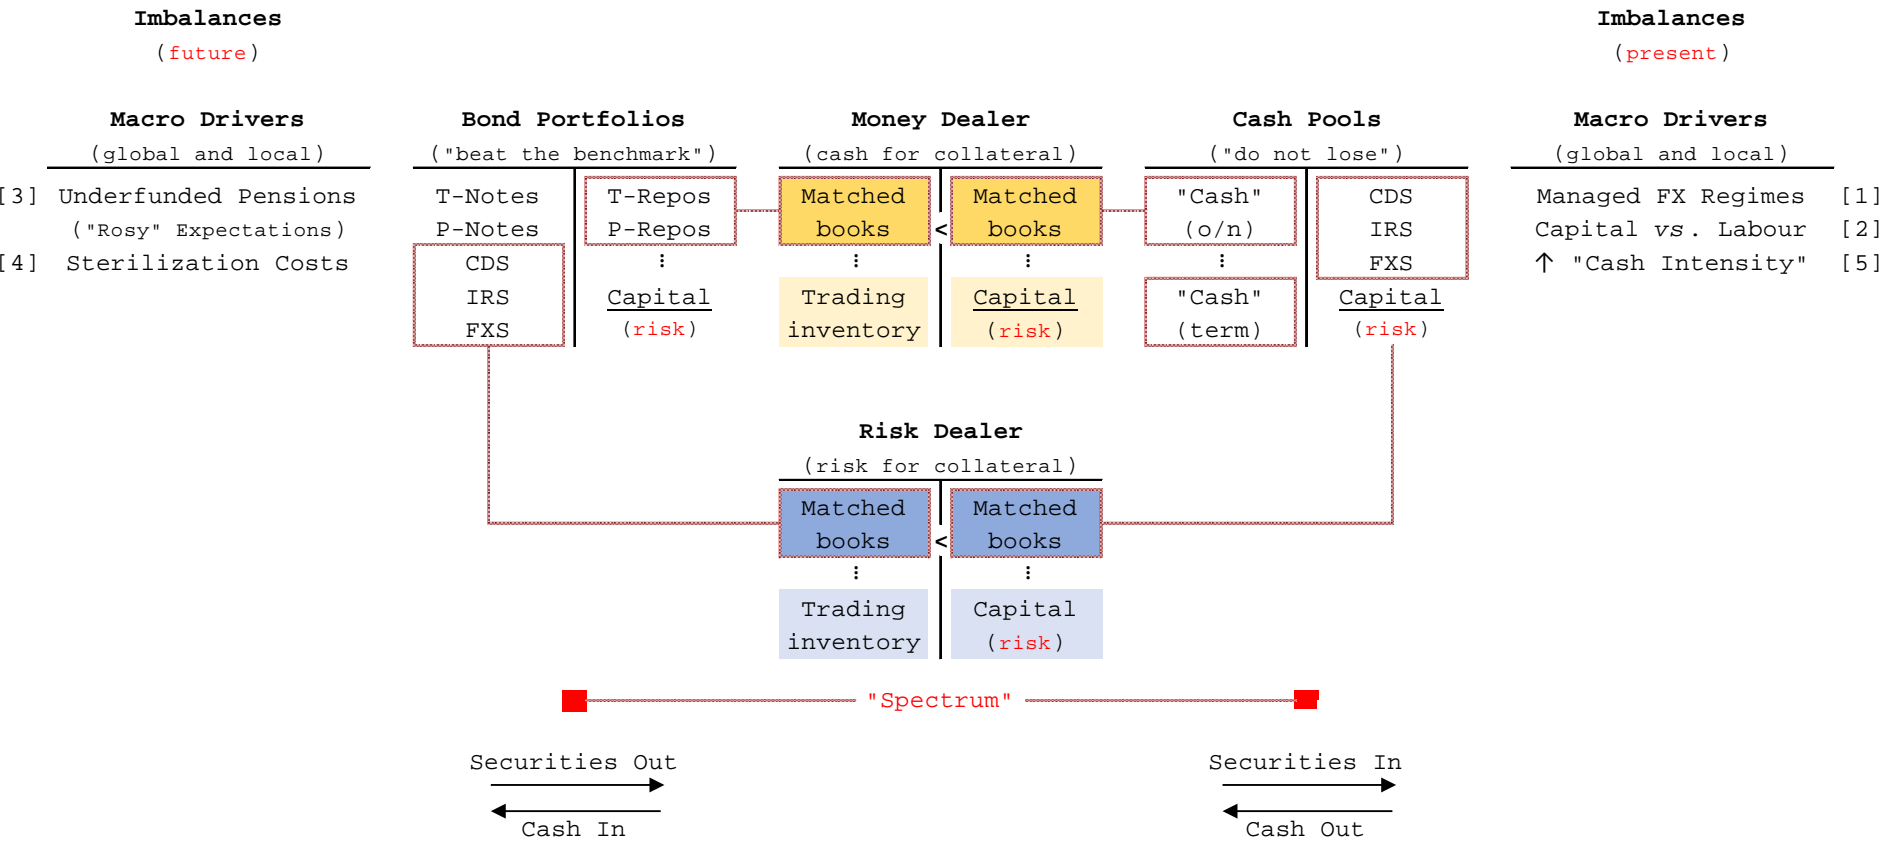 Imbalances
(future)
Imbalances
(present)
Macro Drivers
(global and local)
[3] Underfunded Pensions
("Rosy" Expectations)
[4] Sterilization Costs
Bond Portfolios
("beat the benchmark")
T-Notes
P-Notes
CDS
IRS
FXS
T-Repos
P-Repos
⋮
Capital
(risk)
Money Dealer
(cash for collateral)
Matched
books
⋮
Trading
inventory
<
Matched
books
⋮
Capital
(risk)
Cash Pools
("do not lose")
"Cash"
(o/n)
⋮
"Cash"
(term)
CDS
IRS
FXS
Capital
(risk)
Macro Drivers
(global and local)
Managed FX Regimes [1]
Capital vs. Labour [2]
↑ "Cash Intensity" [5]
Risk Dealer
(risk for collateral)
Matched
books
⋮
Trading
inventory
<
Matched
books
⋮
Capital
(risk)
"Spectrum"
Securities Out
Cash In
Securities In
Cash Out